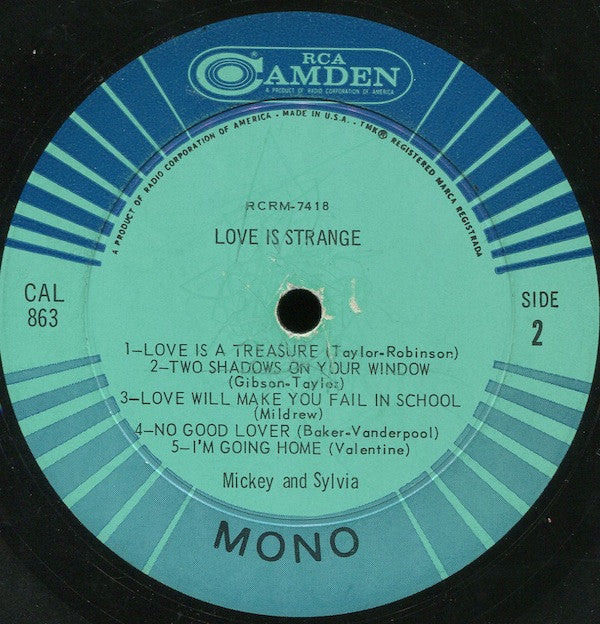 RCA
CAMDEN
®
A PRODUCT OF RADIO CORPORATION OF AMERICA
A PRODUCT OF RADIO CORPORATION OF AMERICA • MADE IN U.S.A. • TMK® REGISTERED MARCA REGISTRADA
RCRM-7418
LOVE IS STRANGE
CAL
863
SIDE
2
1—LOVE IS A TREASURE (Taylor-Robinson)
2—TWO SHADOWS ON YOUR WINDOW
(Gibson-Taylor)
3—LOVE WILL MAKE YOU FAIL IN SCHOOL
(Mildrew)
4—NO GOOD LOVER (Baker-Vanderpool)
5—I'M GOING HOME (Valentine)
Mickey and Sylvia
MONO